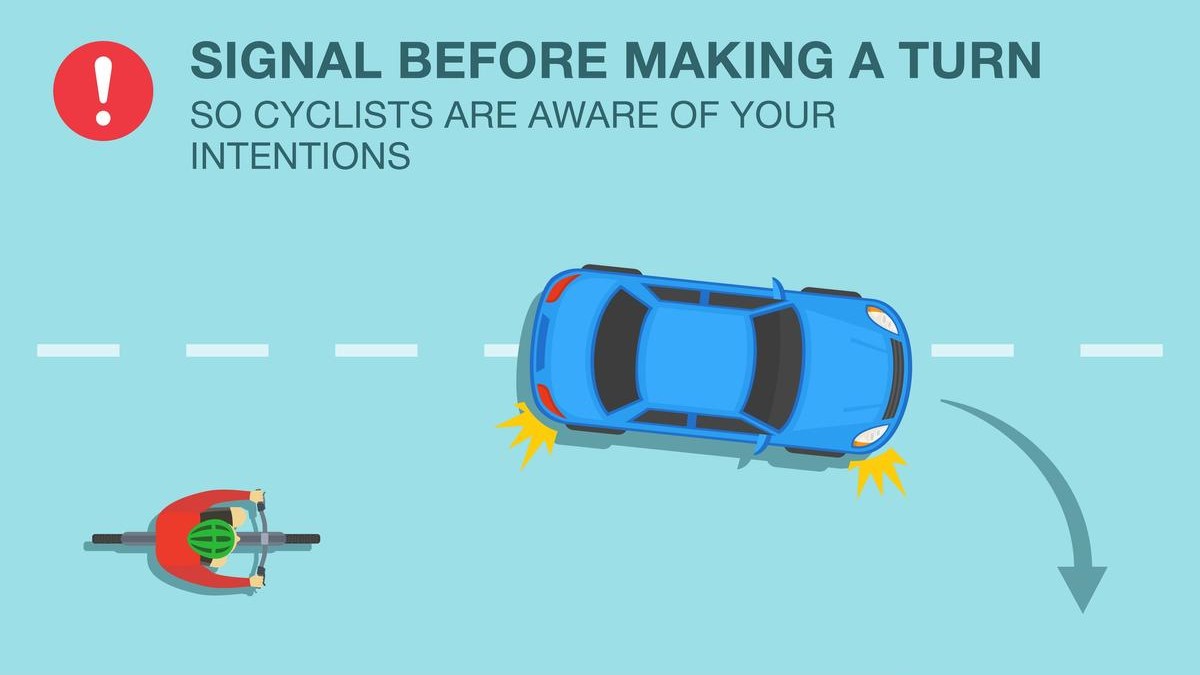 SIGNAL BEFORE MAKING A TURN
SO CYCLISTS ARE AWARE OF YOUR
INTENTIONS